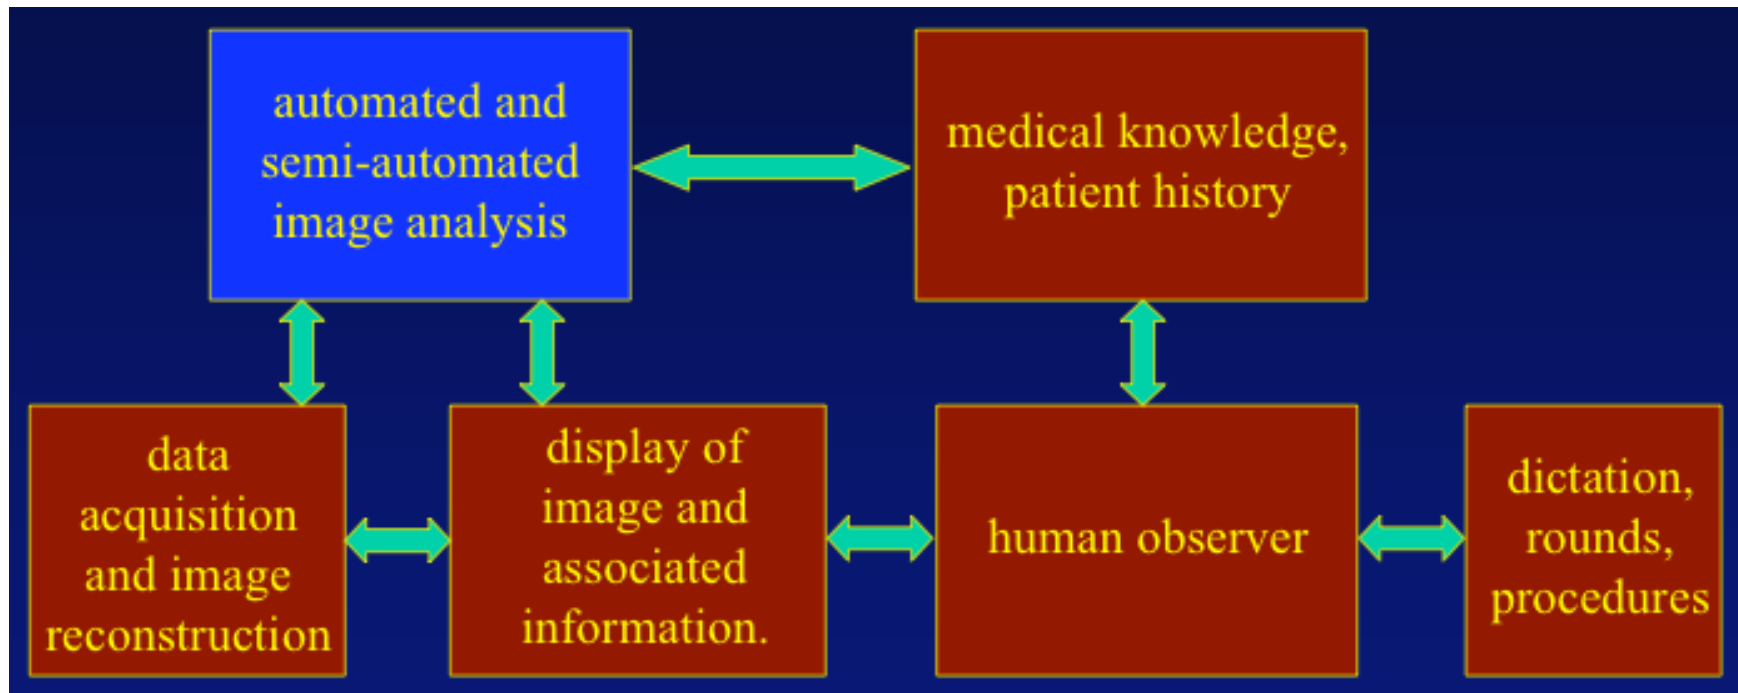 automated and
semi-automated
image analysis
medical knowledge,
patient history
data
acquisition
and image
reconstruction
display of
image and
associated
information.
human observer
dictation,
rounds,
procedures